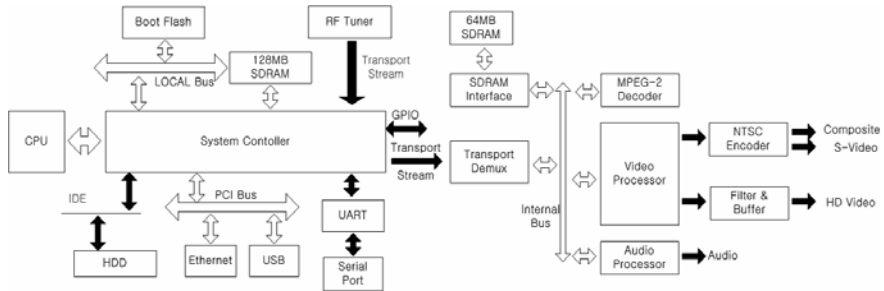 Boot Flash
RF Tuner
64MB
SDRAM
128MB
SDRAM
Transport
Stream
LOCAL Bus
SDRAM
Interface
MPEG-2
Decoder
CPU
System Contoller
GPIO
Transport
Stream
Transport
Demux
Video
Processor
NTSC
Encoder
Composite
S-Video
IDE
PCI Bus
UART
Internal
Bus
Filter &
Buffer
HD Video
HDD
Ethernet
USB
Serial
Port
Audio
Processor
Audio